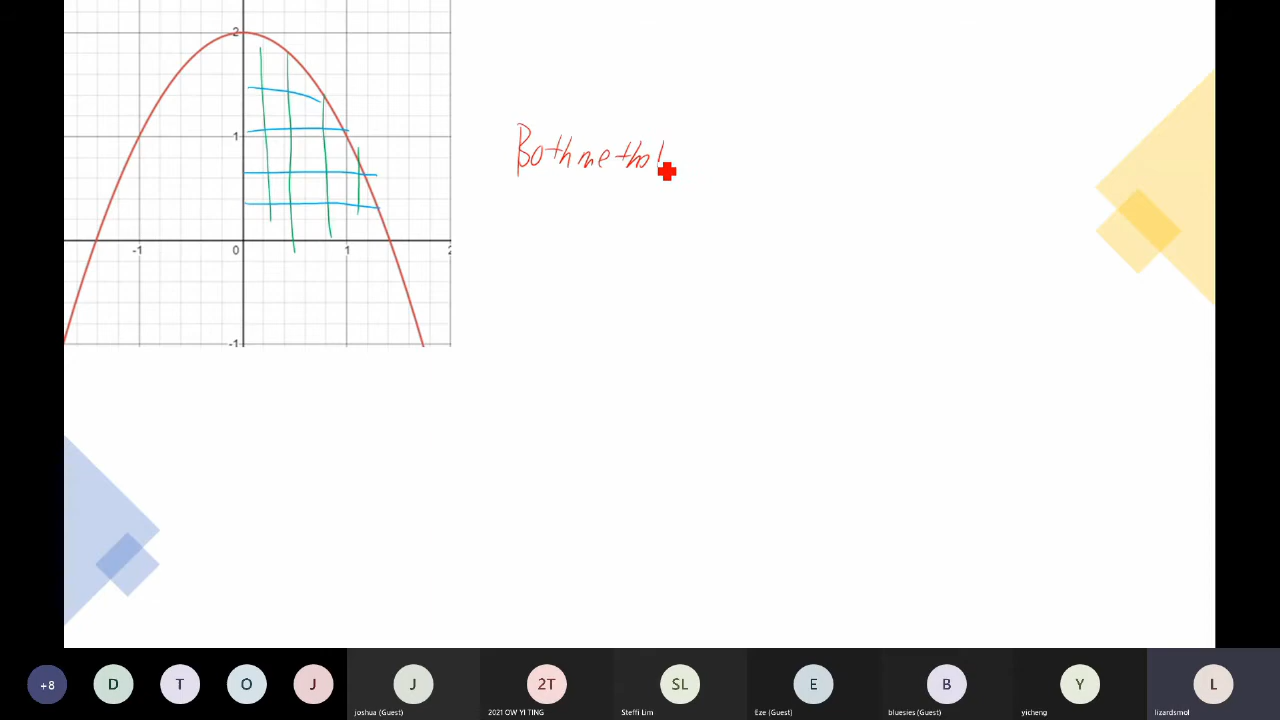 2
1
-1
0
1
2
-1
Both metho
+8
D
T
O
J
J
joshua (Guest)
2T
2021 OW YI TING
SL
Steffi Lim
E
Eze (Guest)
B
bluesies (Guest)
Y
yicheng
L
lizardsmol